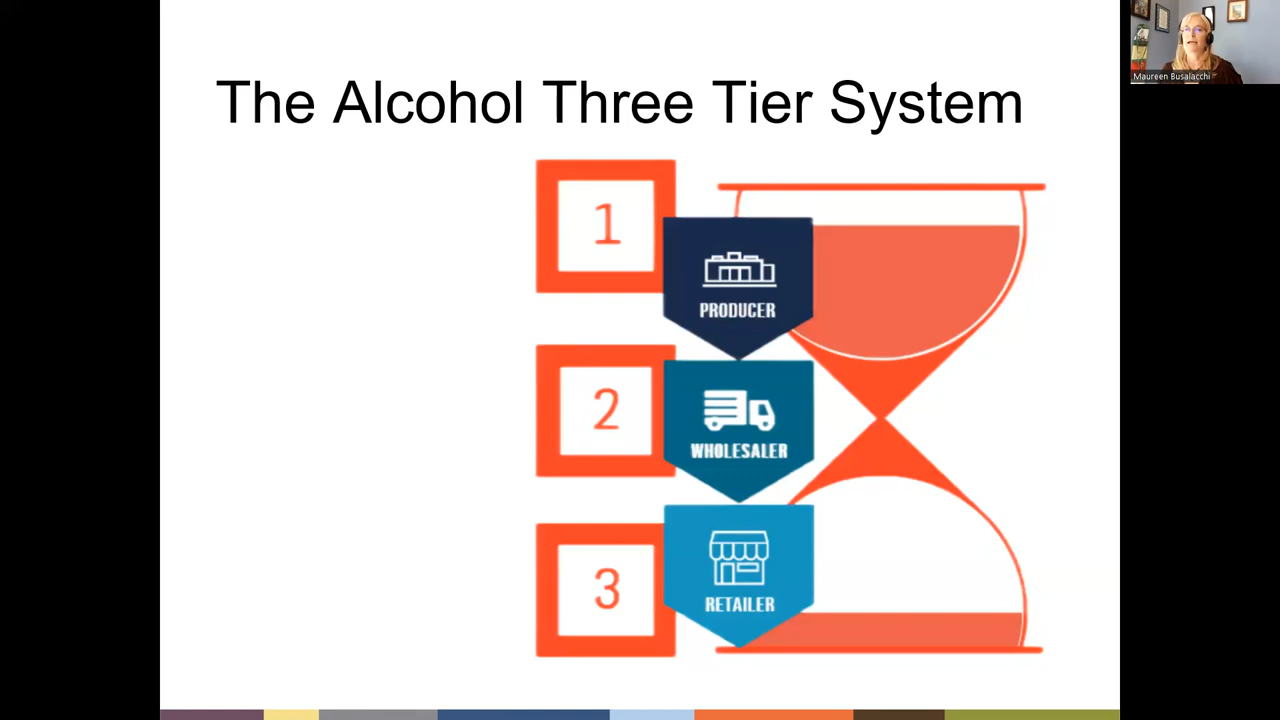 The Alcohol Three Tier System
Maureen Busalacchi
1
PRODUCER
2
WHOLESALER
3
RETAILER